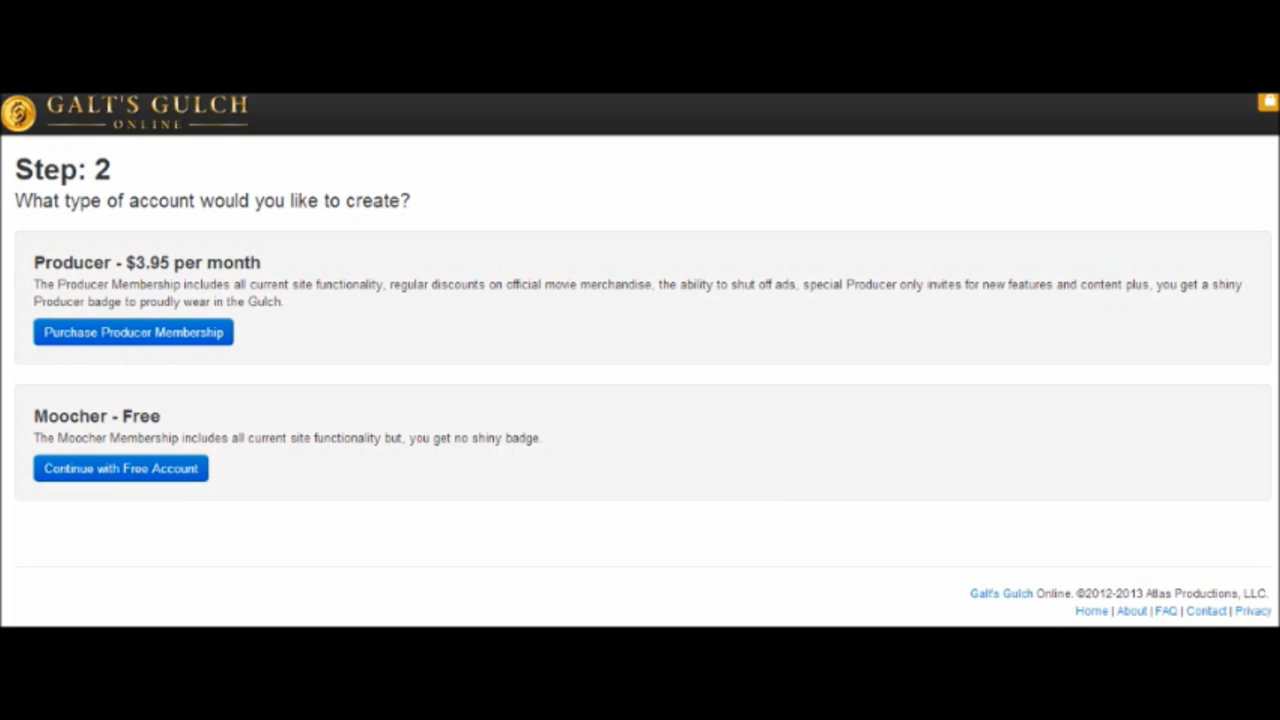 GALT'S GULCH
ONLINE
Step: 2
What type of account would you like to create?
Producer - $3.95 per month
The Producer Membership includes all current site functionality, regular discounts on official movie merchandise, the ability to shut off ads, special Producer only invites for new features and content plus, you get a shiny
Producer badge to proudly wear in the Gulch.
Purchase Producer Membership
Moocher - Free
The Moocher Membership includes all current site functionality but, you get no shiny badge.
Continue with Free Account
Galt's Gulch Online. ©2012-2013 Atlas Productions, LLC.
Home | About | FAQ | Contact | Privacy